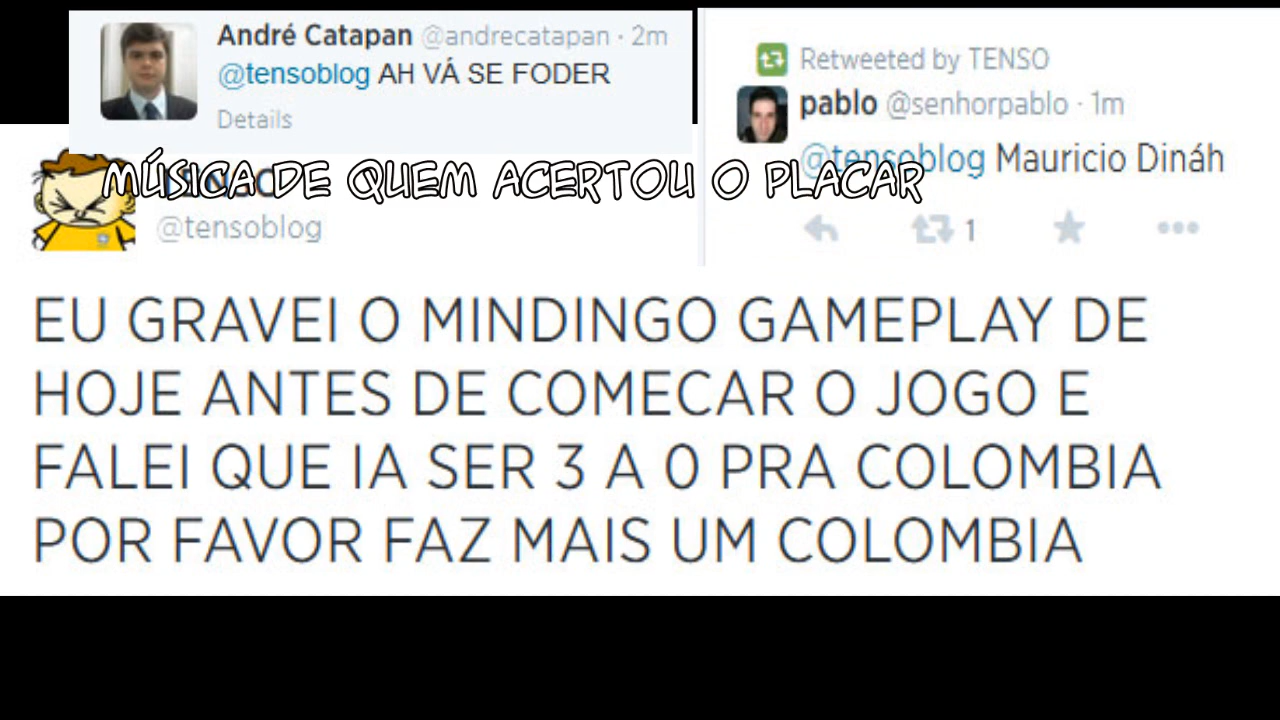 André Catapan @andrecatapan · 2m
@tensoblog AH VÁ SE FODER
Details
Retweeted by TENSO
pablo @senhorpablo · 1m
@tensoblog Mauricio Dináh
1
MÚSICA DE QUEM ACERTOU O PLACAR
TENSO
@tensoblog
EU GRAVEI O MINDINGO GAMEPLAY DE
HOJE ANTES DE COMECAR O JOGO E
FALEI QUE IA SER 3 A 0 PRA COLOMBIA
POR FAVOR FAZ MAIS UM COLOMBIA